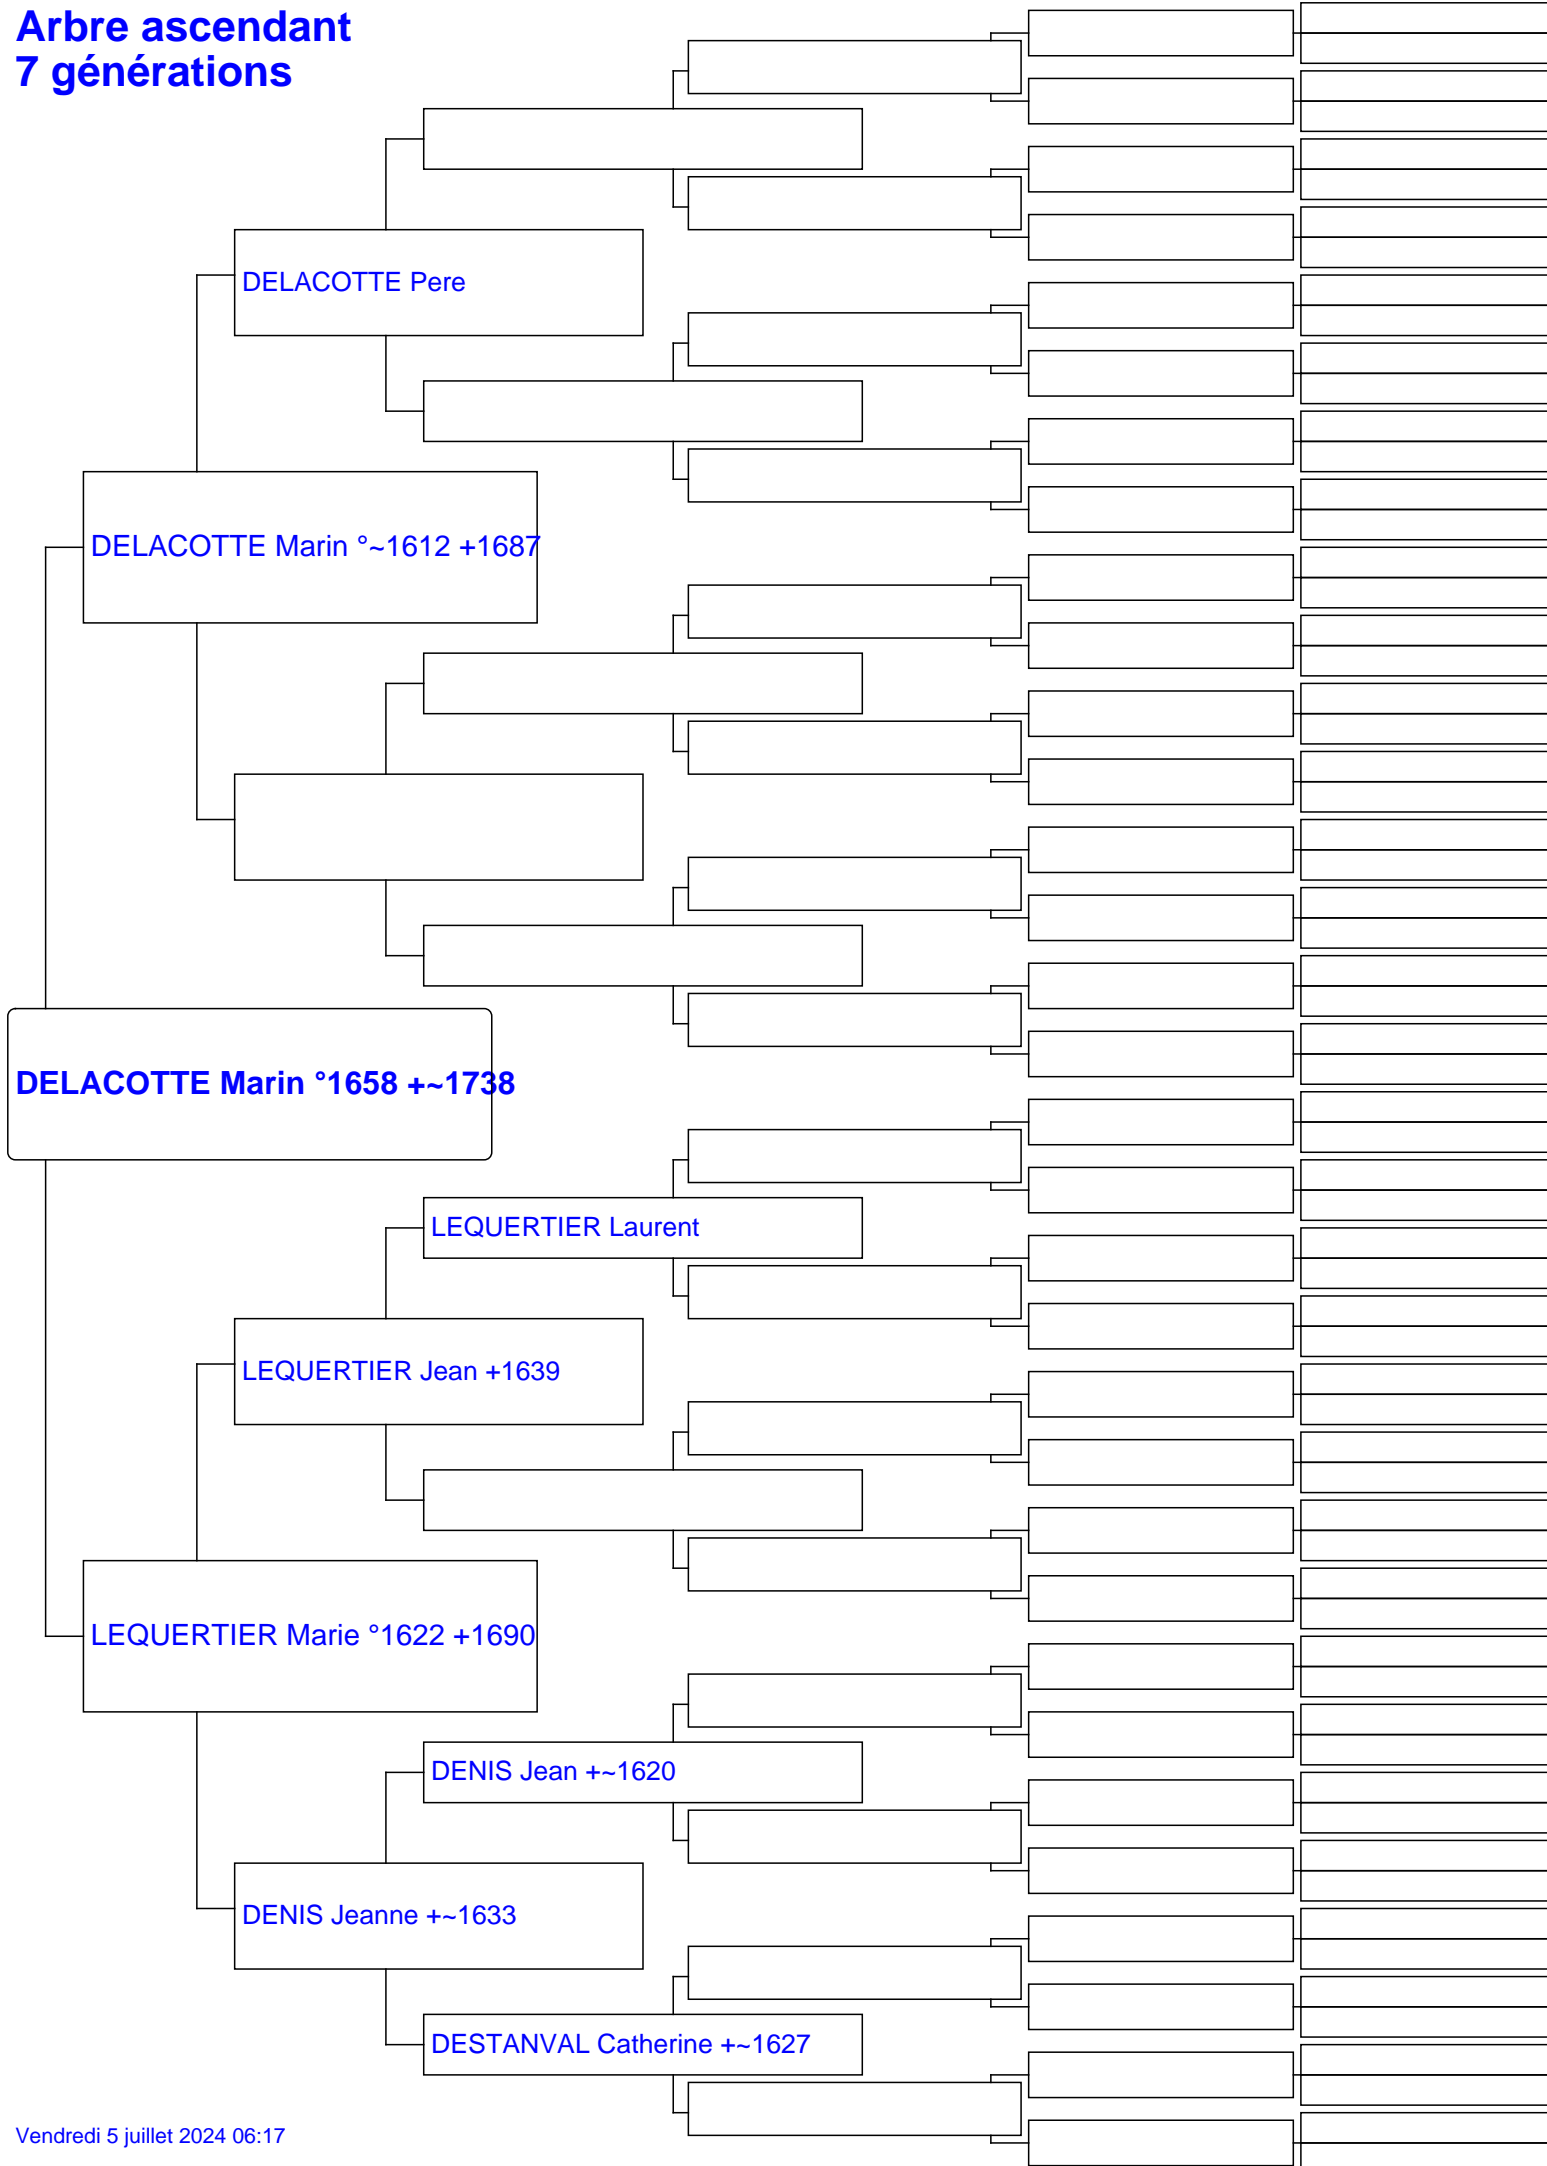 Arbre ascendant
7 générations
DELACOTTE Pere
DELACOTTE Marin °~1612 +1687
DELACOTTE Marin °1658 +~1738
LEQUERTIER Laurent
LEQUERTIER Jean +1639
LEQUERTIER Marie °1622 +1690
DENIS Jean +~1620
DENIS Jeanne +~1633
DESTANVAL Catherine +~1627
Vendredi 5 juillet 2024 06:17